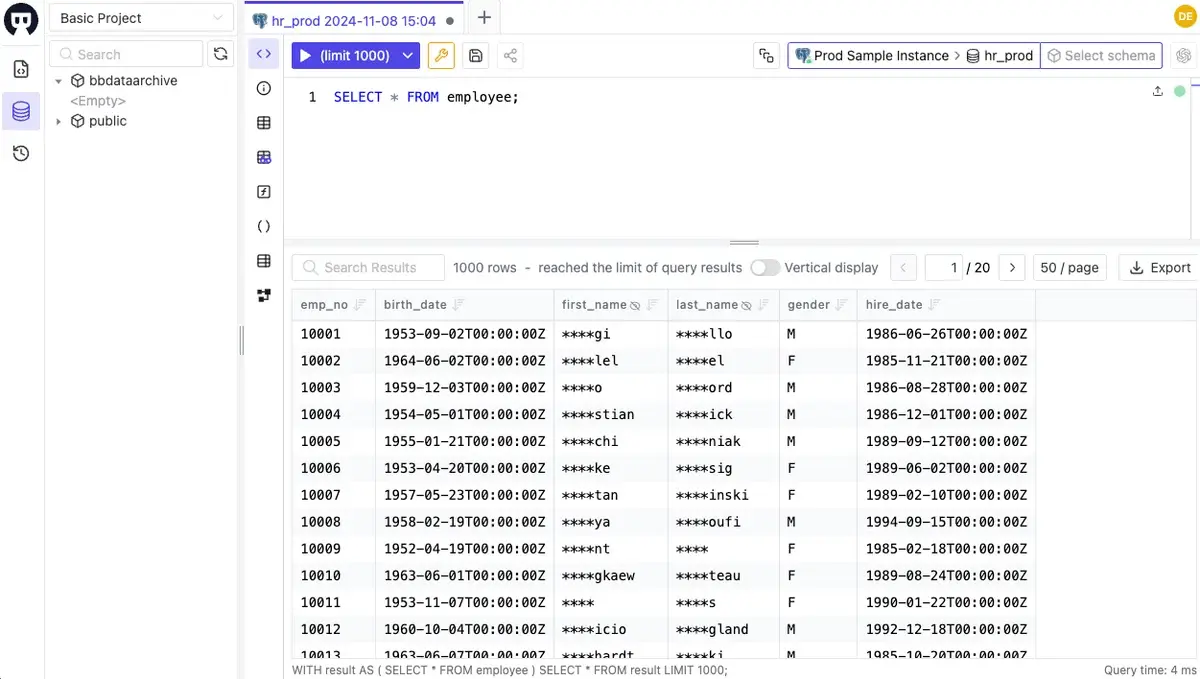 Basic Project
hr_prod 2024-11-08 15:04
DE
Search
(limit 1000)
Prod Sample Instance > hr_prod Select schema
bbdataarchive
<Empty>
public
1 SELECT * FROM employee;
Search Results 1000 rows - reached the limit of query results Vertical display 1 / 20 50 / page Export
emp_no birth_date first_name last_name gender hire_date
10001 1953-09-02T00:00:00Z ****gi ****llo M 1986-06-26T00:00:00Z
10002 1964-06-02T00:00:00Z ****lel ****el F 1985-11-21T00:00:00Z
10003 1959-12-03T00:00:00Z ****o ****ord M 1986-08-28T00:00:00Z
10004 1954-05-01T00:00:00Z ****stian ****ick M 1986-12-01T00:00:00Z
10005 1955-01-21T00:00:00Z ****chi ****niak M 1989-09-12T00:00:00Z
10006 1953-04-20T00:00:00Z ****ke ****sig F 1989-06-02T00:00:00Z
10007 1957-05-23T00:00:00Z ****tan ****inski F 1989-02-10T00:00:00Z
10008 1958-02-19T00:00:00Z ****ya ****oufi M 1994-09-15T00:00:00Z
10009 1952-04-19T00:00:00Z ****nt **** F 1985-02-18T00:00:00Z
10010 1963-06-01T00:00:00Z ****gkaew ****teau F 1989-08-24T00:00:00Z
10011 1953-11-07T00:00:00Z **** ****s F 1990-01-22T00:00:00Z
10012 1960-10-04T00:00:00Z ****icio ****gland M 1992-12-18T00:00:00Z
10013 1963-06-07T00:00:00Z ****hardt ****ki M 1985-10-20T00:00:00Z
WITH result AS ( SELECT * FROM employee ) SELECT * FROM result LIMIT 1000; Query time: 4 ms